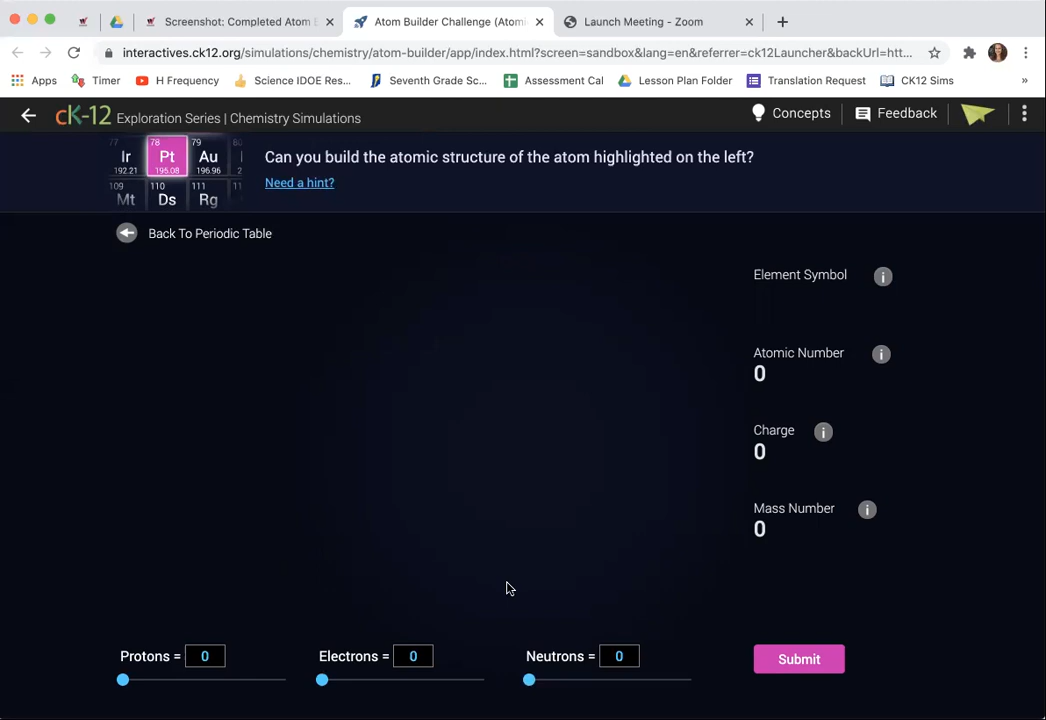 Screenshot: Completed Atom B
Atom Builder Challenge (Atomi
Launch Meeting - Zoom
interactives.ck12.org/simulations/chemistry/atom-builder/app/index.html?screen=sandbox&lang=en&referrer=ck12Launcher&backUrl=htt...
Apps Timer H Frequency Science IDOE Res... Seventh Grade Sc... Assessment Cal Lesson Plan Folder Translation Request CK12 Sims »
cK-12 Exploration Series | Chemistry Simulations Concepts Feedback
77 78 79 80
Ir Pt Au
192.21 195.08 196.96 2
109 110 111 11
Mt Ds Rg
Can you build the atomic structure of the atom highlighted on the left?
Need a hint?
Back To Periodic Table
Element Symbol i
Atomic Number i
0
Charge i
0
Mass Number i
0
Protons = 0 Electrons = 0 Neutrons = 0 Submit